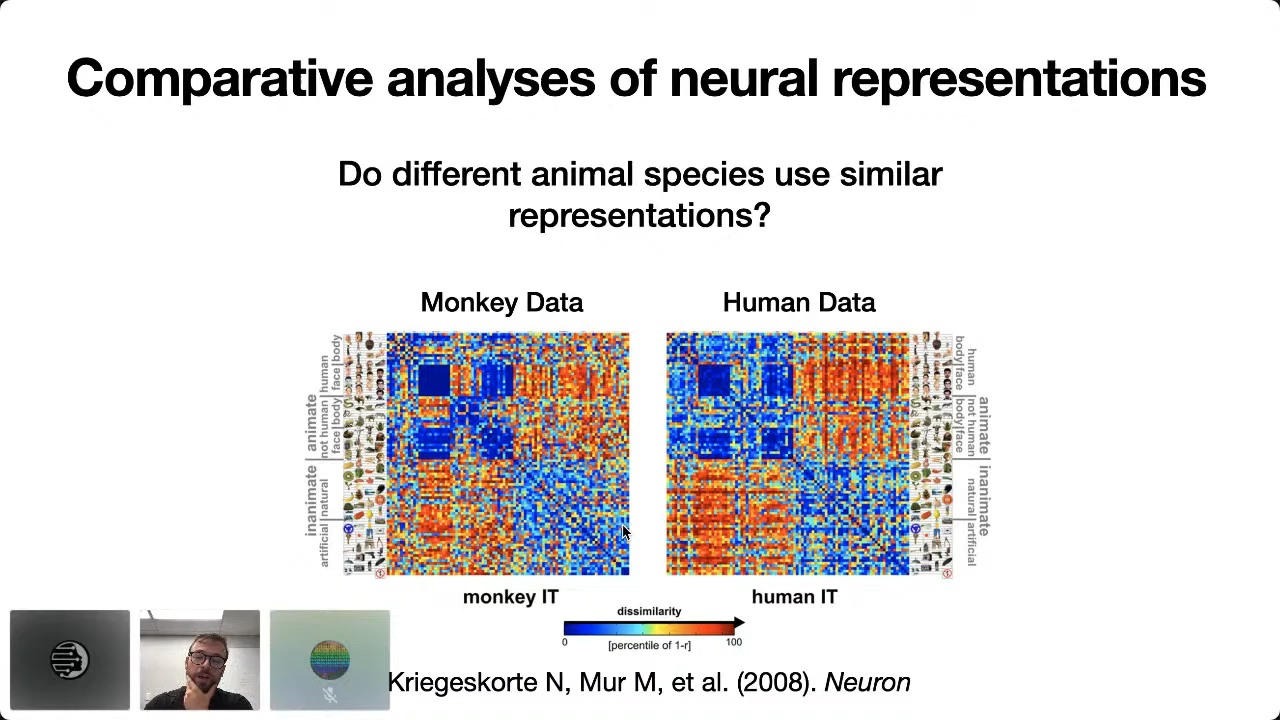 Comparative analyses of neural representations
Do different animal species use similar
representations?
Monkey Data
Human Data
animate
inanimate
human
not human
natural
artificial
body
face
body
face
human
not human
natural
artificial
body
face
body
face
animate
inanimate
monkey IT
human IT
dissimilarity
0
[percentile of 1-r]
100
Kriegeskorte N, Mur M, et al. (2008). Neuron